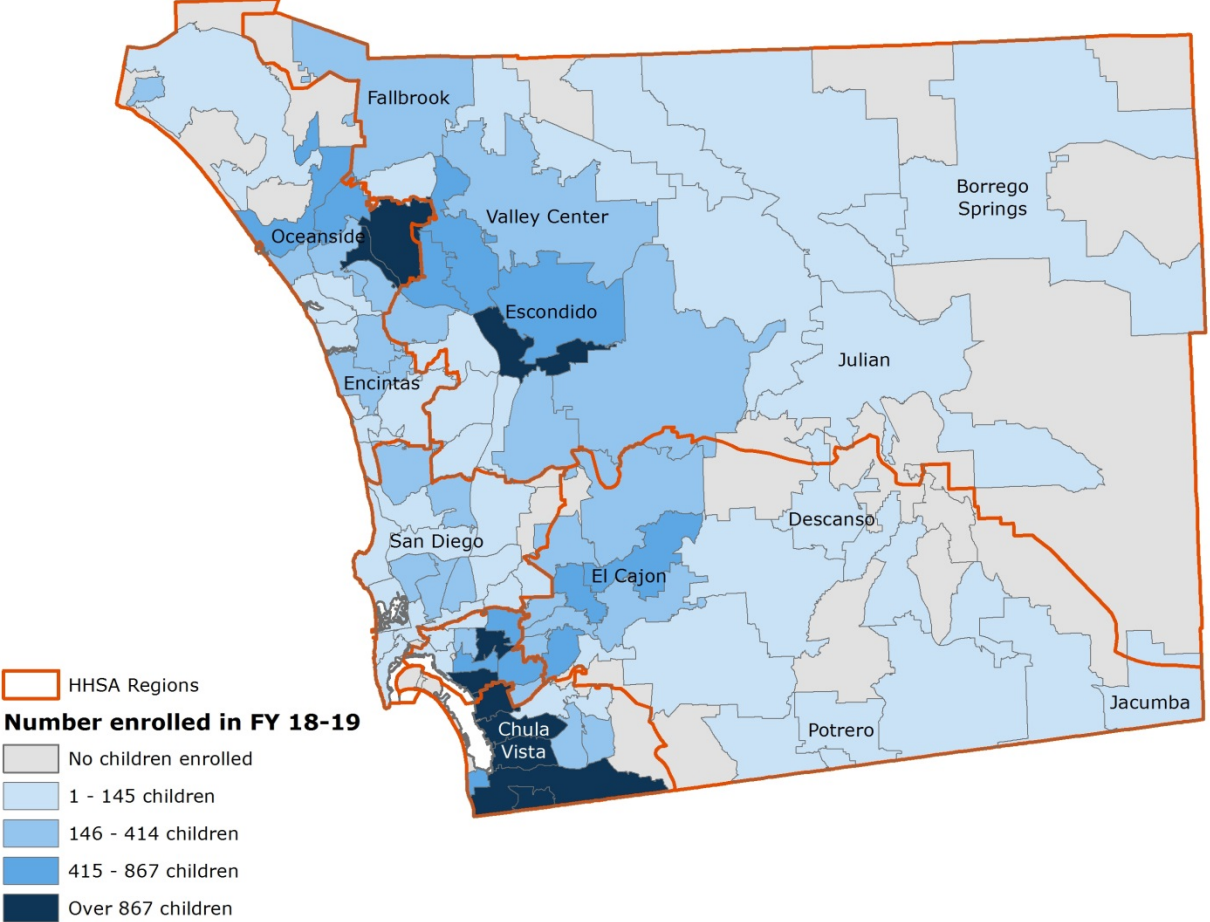 Fallbrook
Borrego
Springs
Valley Center
Oceanside
Escondido
Julian
Encintas
Descanso
San Diego
El Cajon
HHSA Regions
Jacumba
Number enrolled in FY 18-19
Chula
Vista
Potrero
No children enrolled
1 - 145 children
146 - 414 children
415 - 867 children
Over 867 children